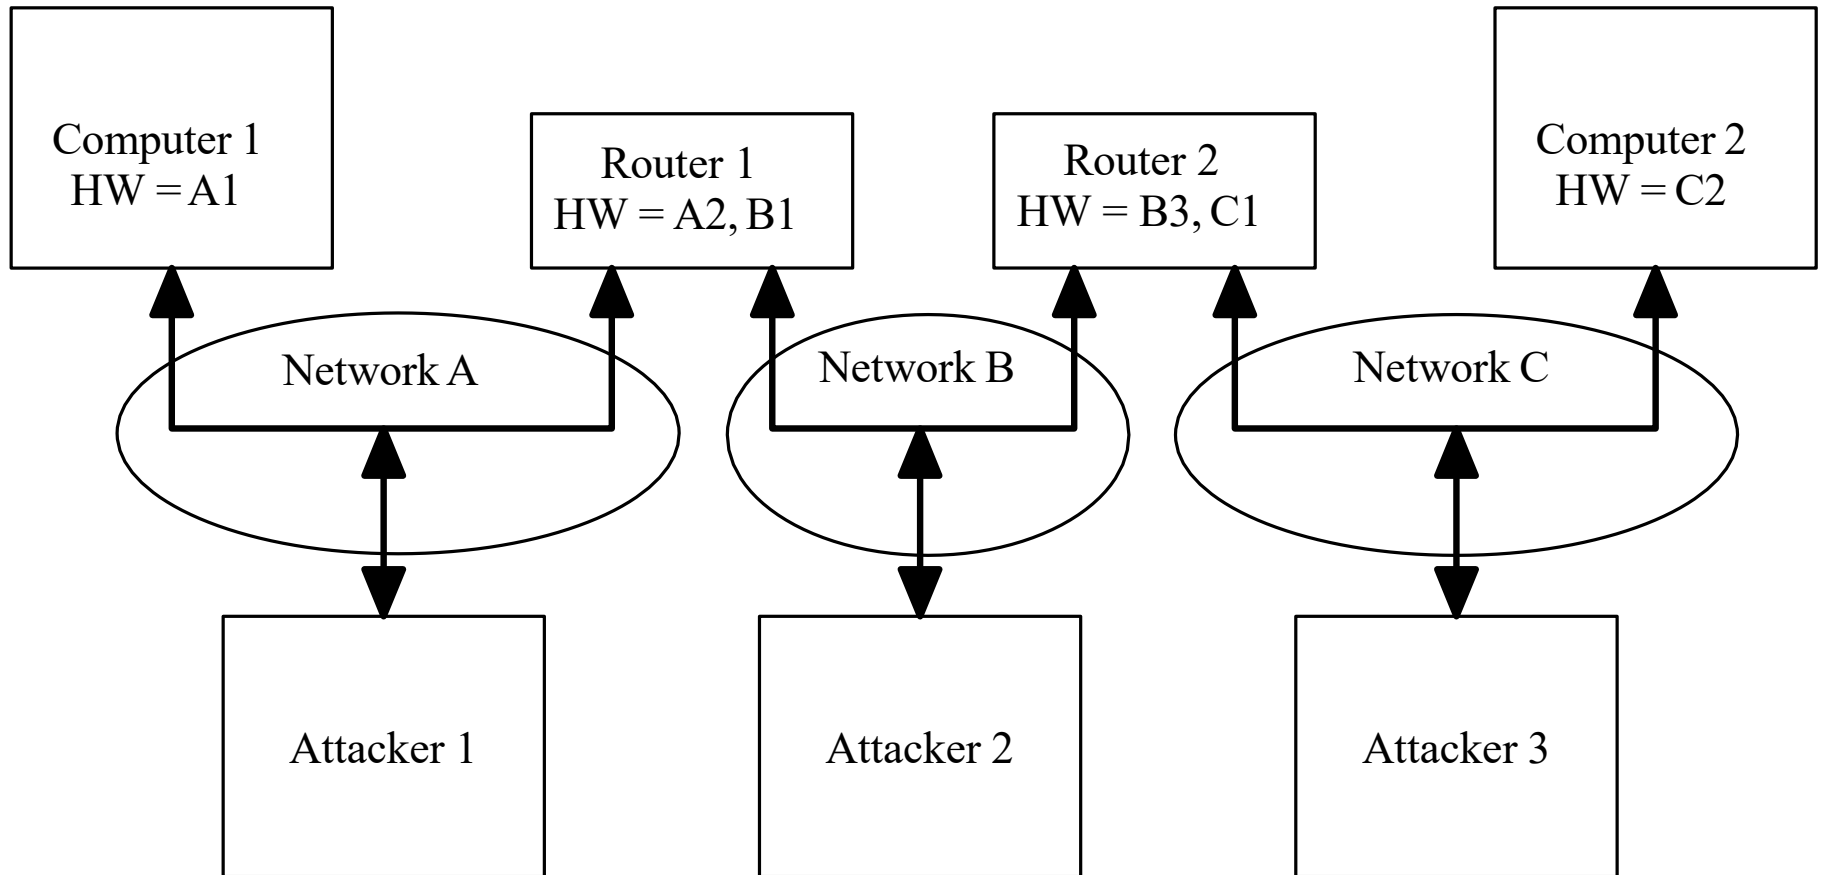 Computer 1
HW = A1
Router 1
HW = A2, B1
Router 2
HW = B3, C1
Computer 2
HW = C2
Network A
Network B
Network C
Attacker 1
Attacker 2
Attacker 3